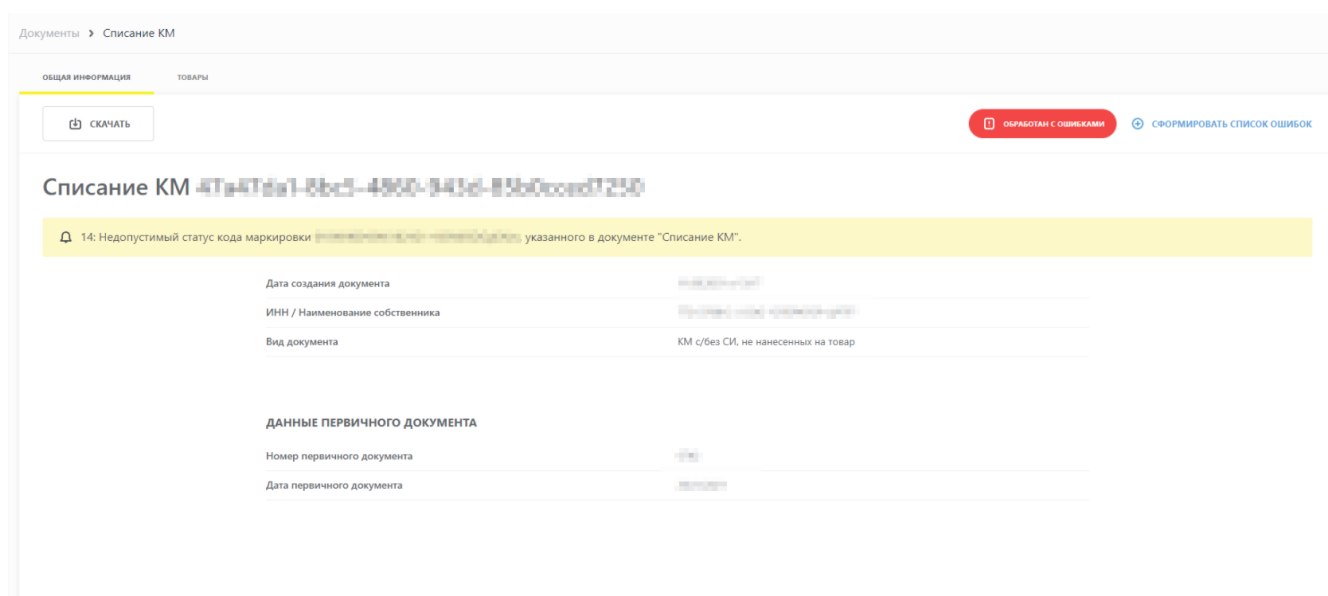 Документы > Списание КМ
ОБЩАЯ ИНФОРМАЦИЯ ТОВАРЫ
СКАЧАТЬ ОБРАБОТАН С ОШИБКАМИ СФОРМИРОВАТЬ СПИСОК ОШИБОК
Списание КМ
14: Недопустимый статус кода маркировки указанного в документе "Списание КМ".
Дата создания документа
ИНН / Наименование собственника
Вид документа КМ с/без СИ, не нанесенных на товар
ДАННЫЕ ПЕРВИЧНОГО ДОКУМЕНТА
Номер первичного документа
Дата первичного документа